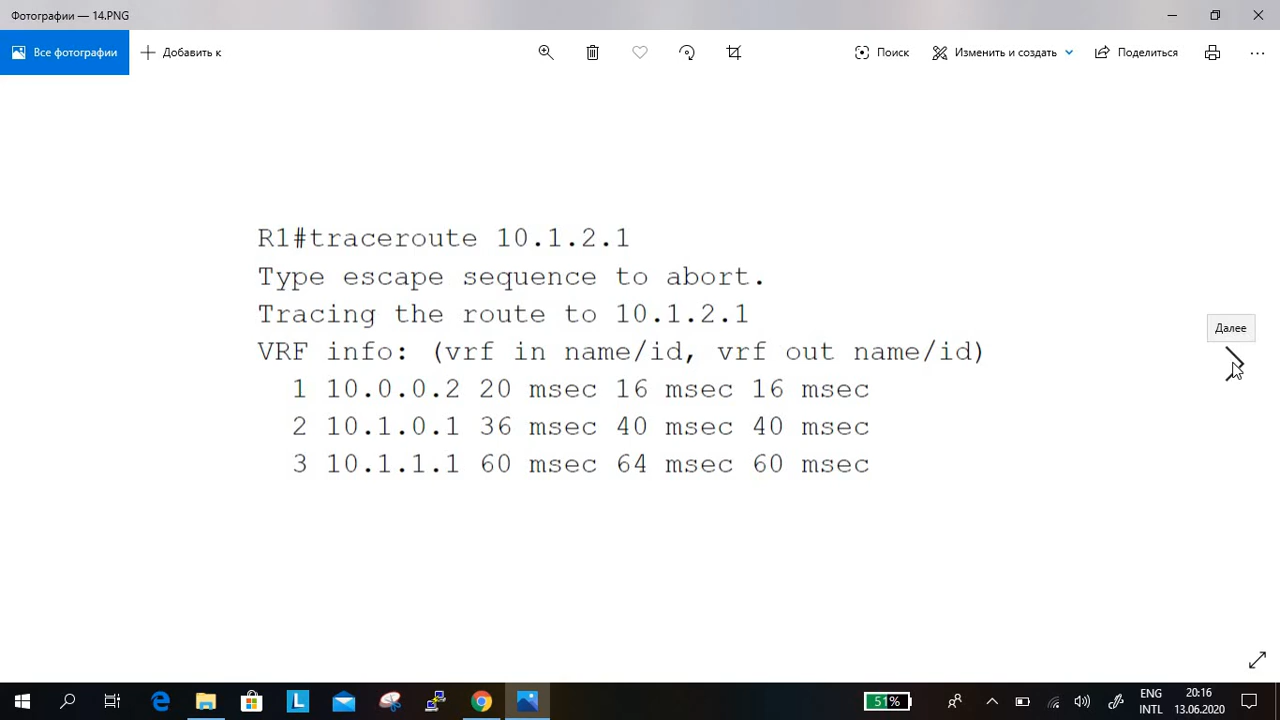 Фотографии — 14.PNG
Все фотографии
Добавить к
Поиск
Изменить и создать
Поделиться
R1#traceroute 10.1.2.1
Type escape sequence to abort.
Tracing the route to 10.1.2.1
VRF info: (vrf in name/id, vrf out name/id)
1 10.0.0.2 20 msec 16 msec 16 msec
2 10.1.0.1 36 msec 40 msec 40 msec
3 10.1.1.1 60 msec 64 msec 60 msec
Далее
51%
ENG
INTL
20:16
13.06.2020